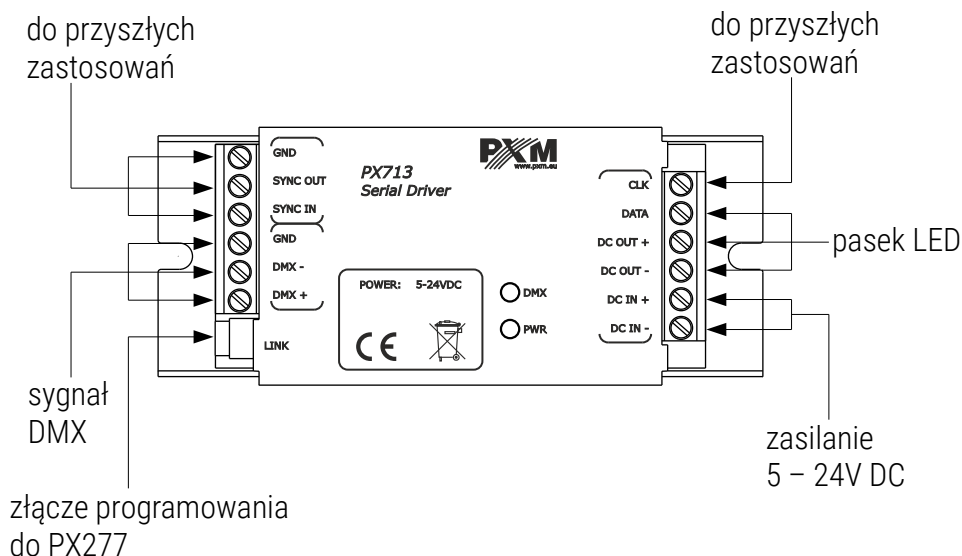 do przyszłych
zastosowań
do przyszłych
zastosowań
GND
SYNC OUT
SYNC IN
GND
DMX -
DMX +
LINK
PX713
Serial Driver
PXM
www.pxm.eu
POWER: 5-24VDC
CE
DMX
PWR
CLK
DATA
DC OUT +
DC OUT -
DC IN +
DC IN -
pasek LED
sygnał
DMX
zasilanie
5 – 24V DC
złącze programowania
do PX277